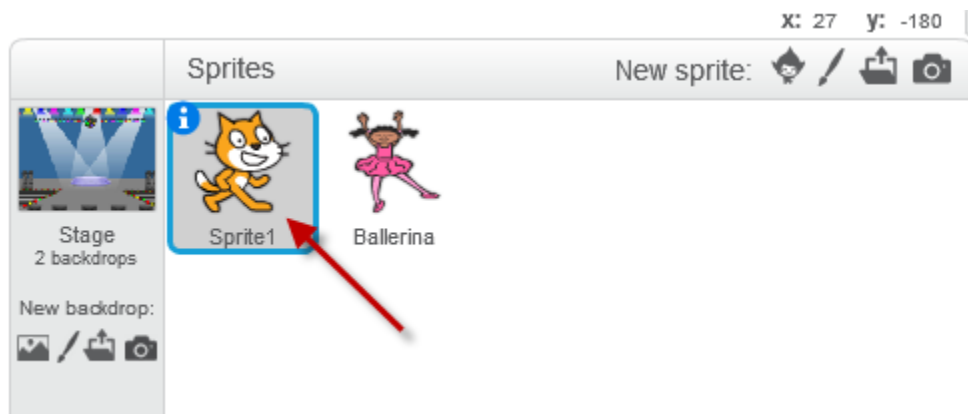 x: 27 y: -180
Sprites New sprite:
i
Sprite1 Ballerina
Stage
2 backdrops
New backdrop: